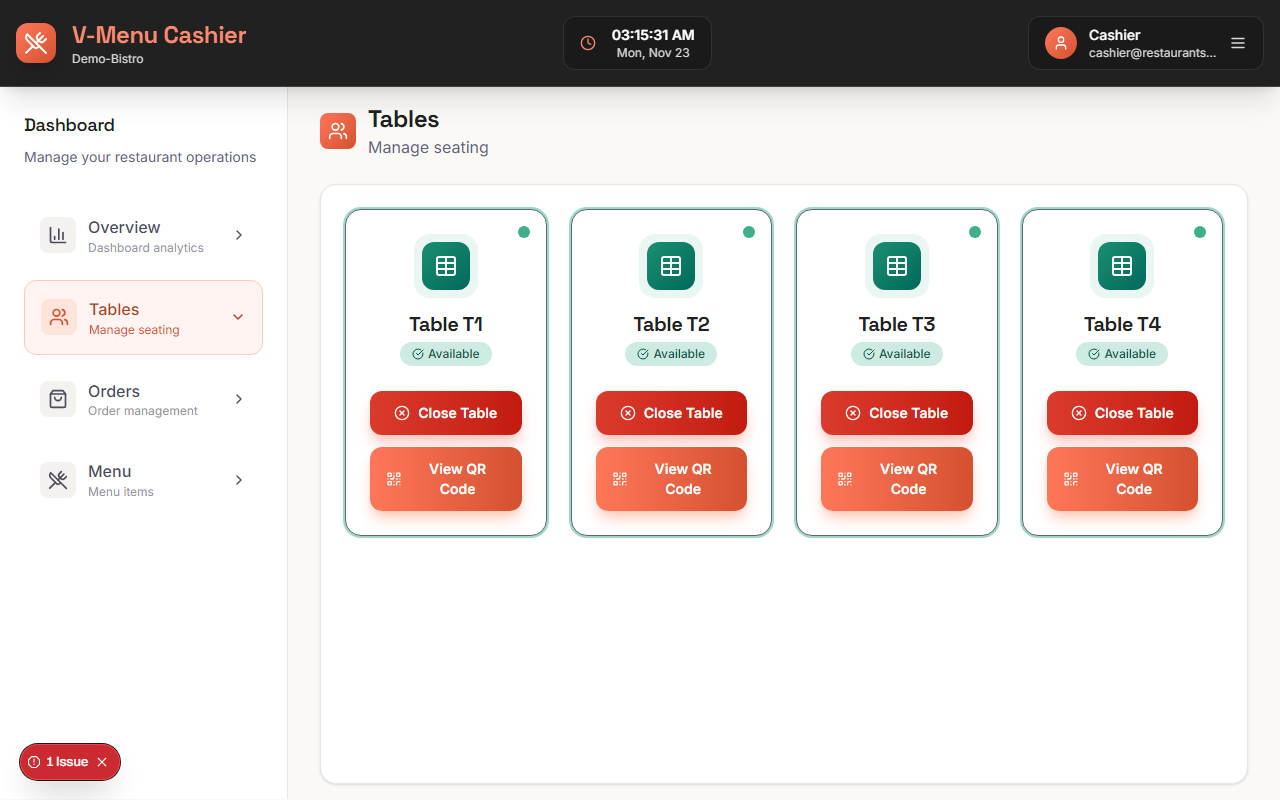 V-Menu Cashier
Demo-Bistro
03:15:31 AM
Mon, Nov 23
Cashier
cashier@restaurants...
Dashboard
Manage your restaurant operations
Overview
Dashboard analytics
Tables
Manage seating
Orders
Order management
Menu
Menu items
1 Issue
Tables
Manage seating
Table T1
Available
Close Table
View QR
Code
Table T2
Available
Close Table
View QR
Code
Table T3
Available
Close Table
View QR
Code
Table T4
Available
Close Table
View QR
Code